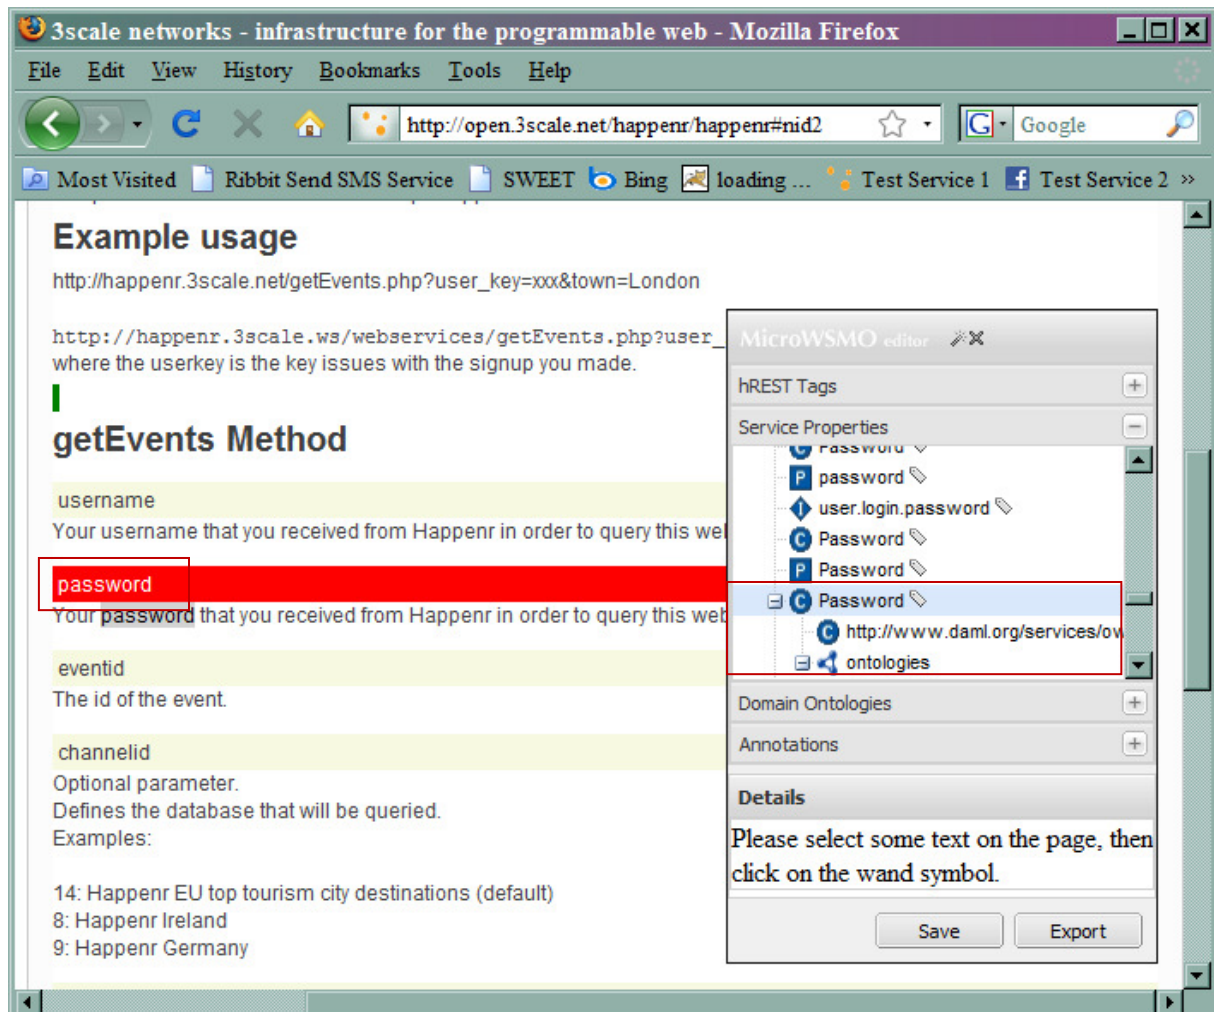 3scale networks - infrastructure for the programmable web - Mozilla Firefox
File Edit View History Bookmarks Tools Help
http://open.3scale.net/happenr/happenr#nid2 G Google
Most Visited Ribbit Send SMS Service SWEET Bing loading ... Test Service 1 Test Service 2 »
Example usage
http://happenr.3scale.net/getEvents.php?user_key=xxx&town=London
http://happenr.3scale.ws/webservices/getEvents.php?user_
where the userkey is the key issues with the signup you made.
getEvents Method
username
Your username that you received from Happenr in order to query this we
password
Your password that you received from Happenr in order to query this we
eventid
The id of the event.
channelid
Optional parameter.
Defines the database that will be queried.
Examples:
14: Happenr EU top tourism city destinations (default)
8: Happenr Ireland
9: Happenr Germany
MicroWSMO editor
hREST Tags
Service Properties
C Password
P password
I user.login.password
C Password
P Password
C Password
C http://www.daml.org/services/ow
ontologies
Domain Ontologies
Annotations
Details
Please select some text on the page, then
click on the wand symbol.
Save Export